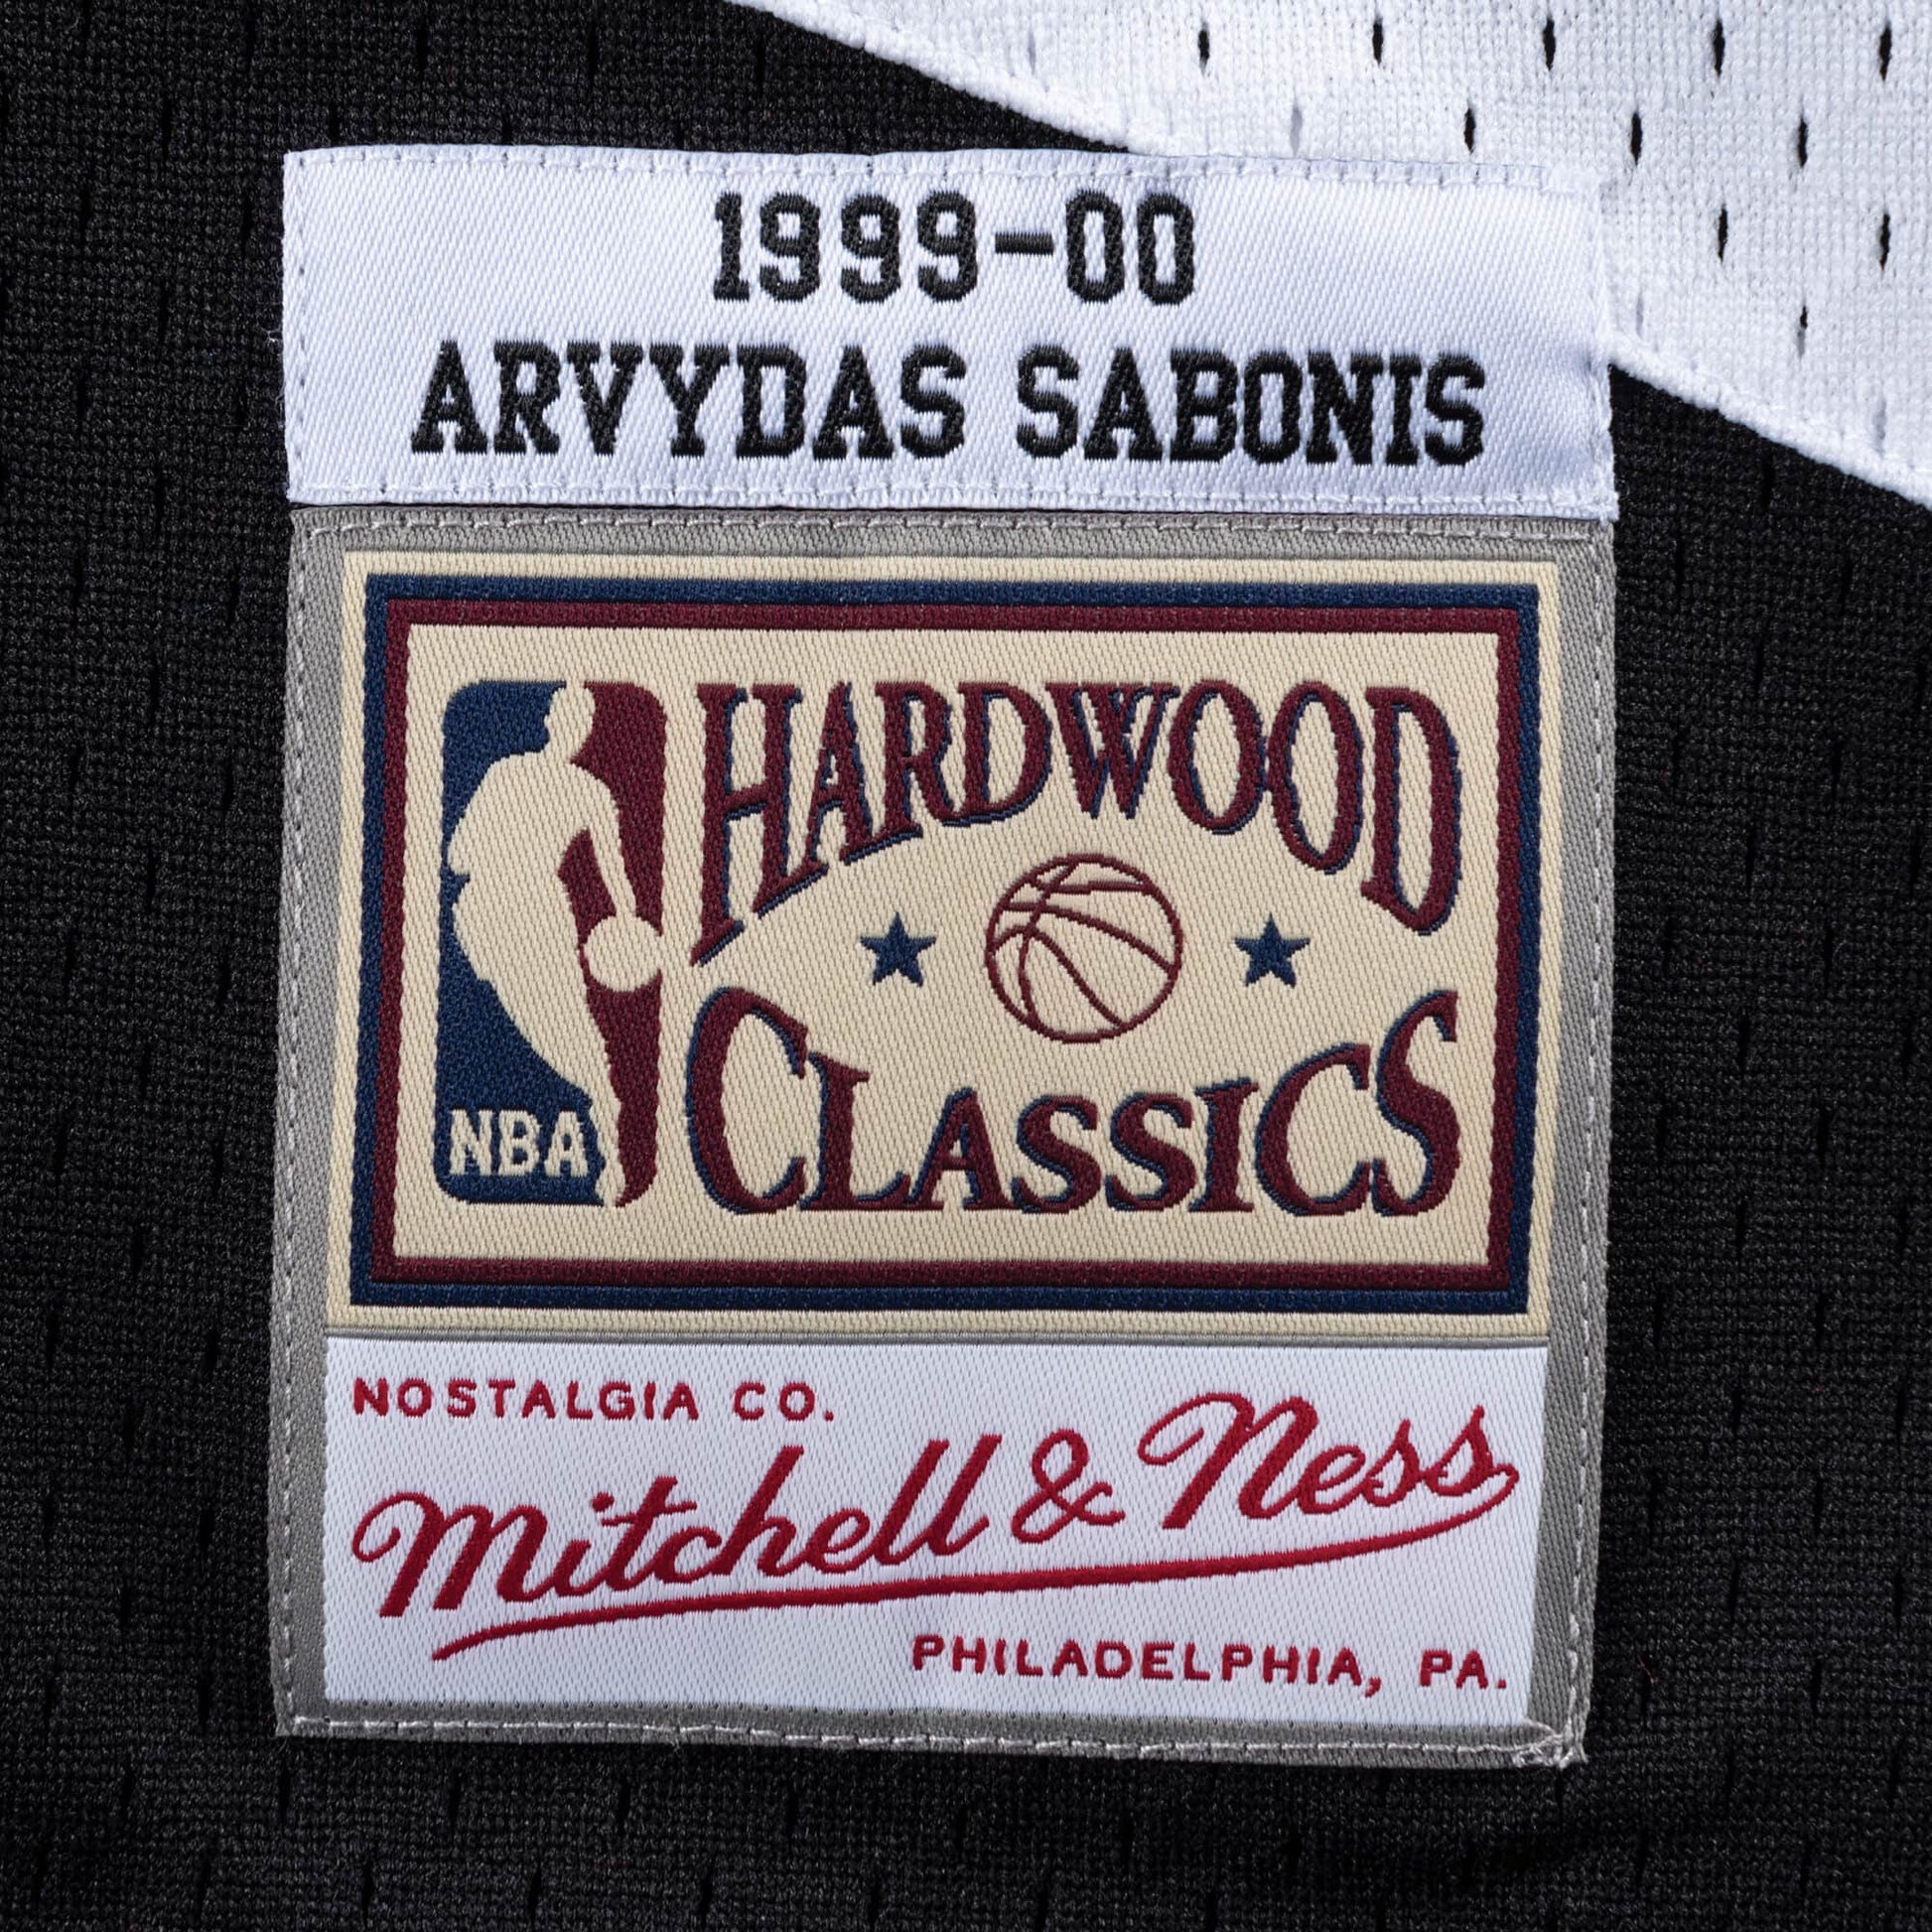 1999-00
ARVYDAS SABONIS
HARDWOOD
CLASSICS
NBA
NOSTALGIA CO.
Mitchell & Ness
PHILADELPHIA, PA.